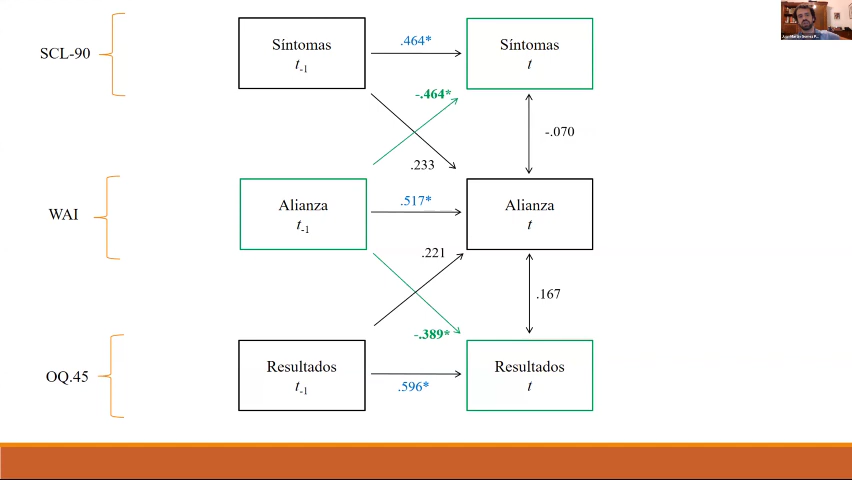 SCL-90
Síntomas
t-1
.464*
Síntomas
t
-.464*
-.070
.233
WAI
Alianza
t-1
.517*
Alianza
t
.221
.167
-.389*
OQ.45
Resultados
t-1
.596*
Resultados
t